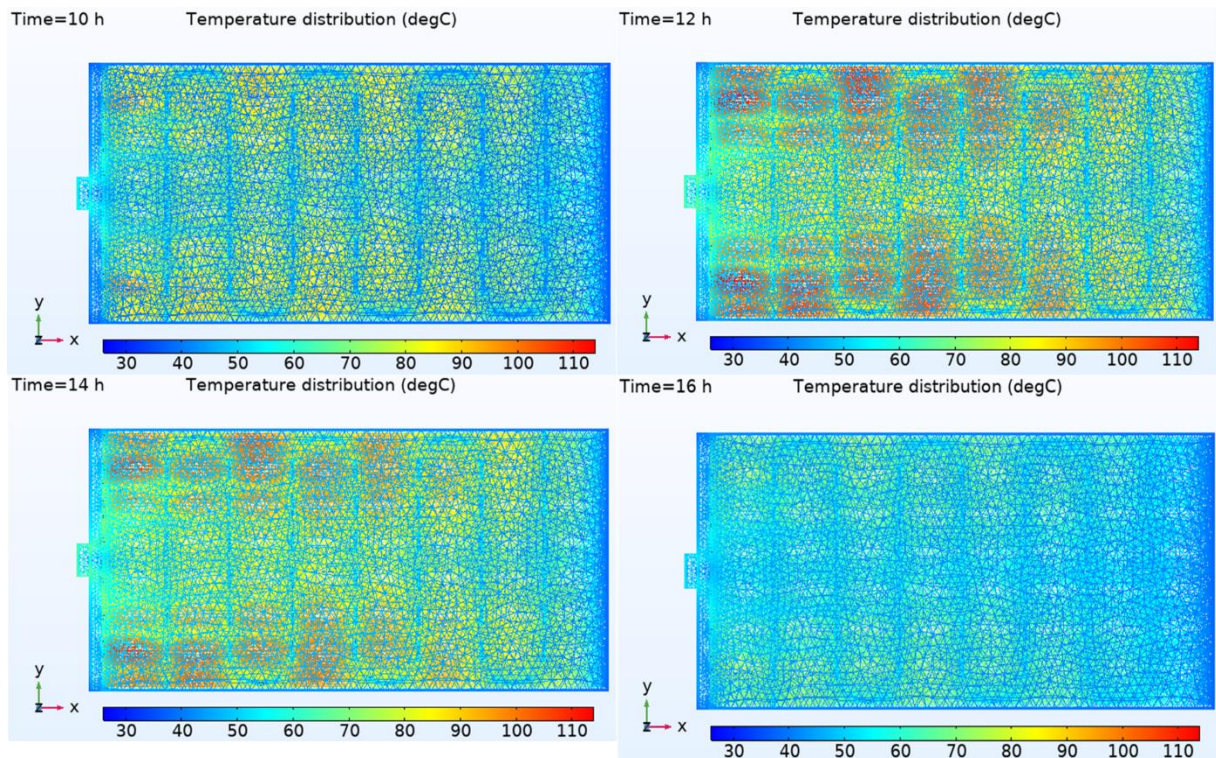 Time=10 h Temperature distribution (degC)
y
z x
30 40 50 60 70 80 90 100 110
Time=12 h Temperature distribution (degC)
y
z x
30 40 50 60 70 80 90 100 110
Time=14 h Temperature distribution (degC)
y
z x
30 40 50 60 70 80 90 100 110
Time=16 h Temperature distribution (degC)
y
z x
30 40 50 60 70 80 90 100 110